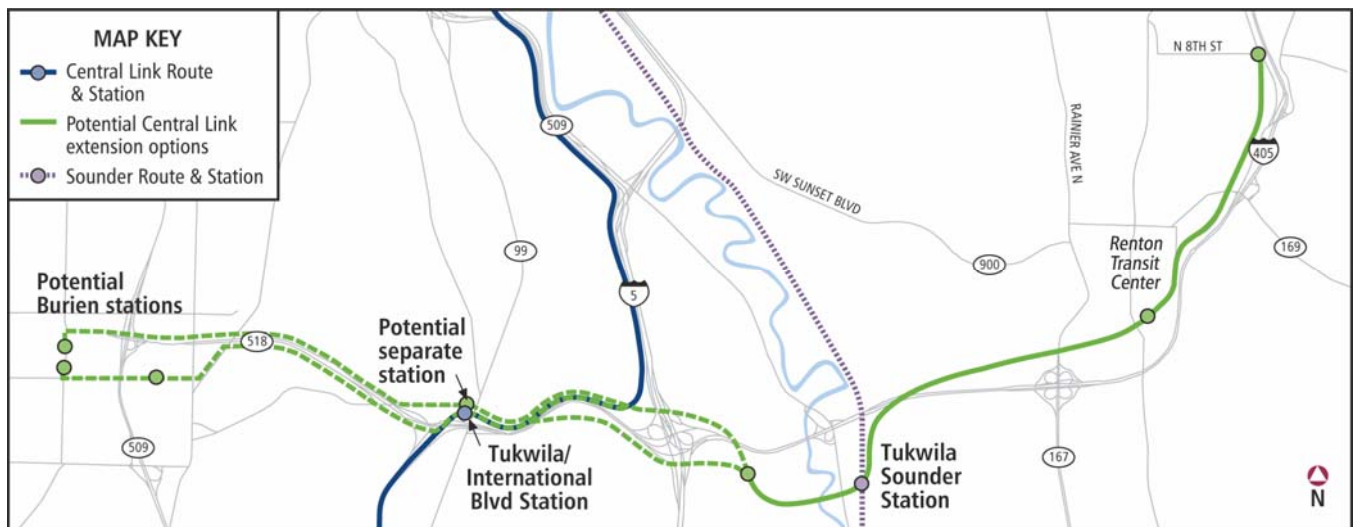 MAP KEY
Central Link Route
& Station
Potential Central Link
extension options
Sounder Route & Station
N 8TH ST
509
RAINIER AVE N
405
SW SUNSET BLVD
99
900
169
Renton
Transit
Center
Potential
Burien stations
5
518
Potential
separate
station
509
Tukwila/
International
Blvd Station
Tukwila
Sounder
Station
167
N